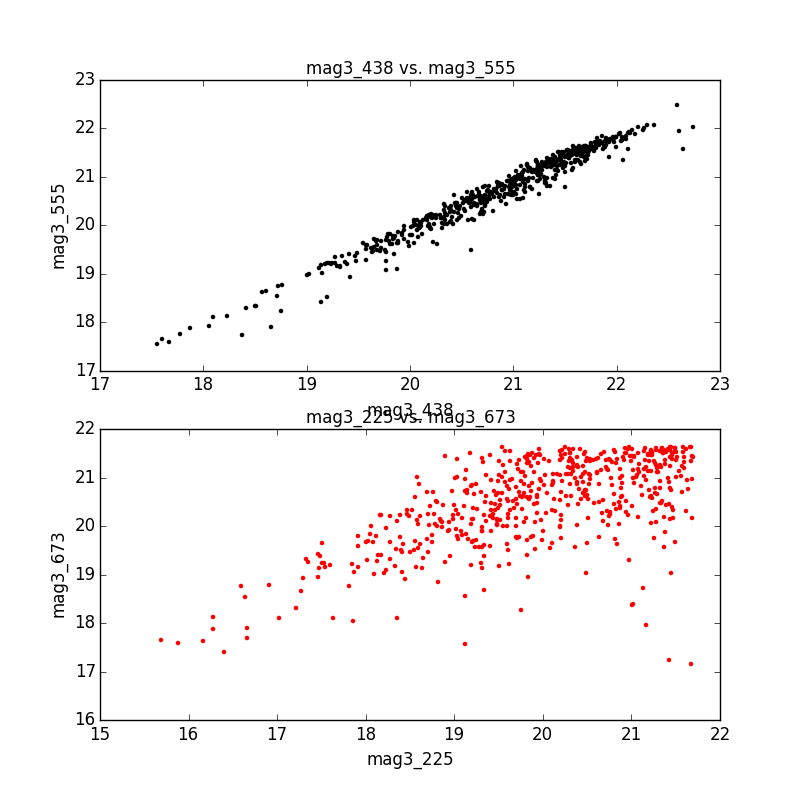 mag3_438 vs. mag3_555
23
22
21
20
19
18
17
mag3_555
17 18 19 20 21 22 23
mag3_438
mag3_225 vs. mag3_673
22
21
20
19
18
17
16
mag3_673
15 16 17 18 19 20 21 22
mag3_225